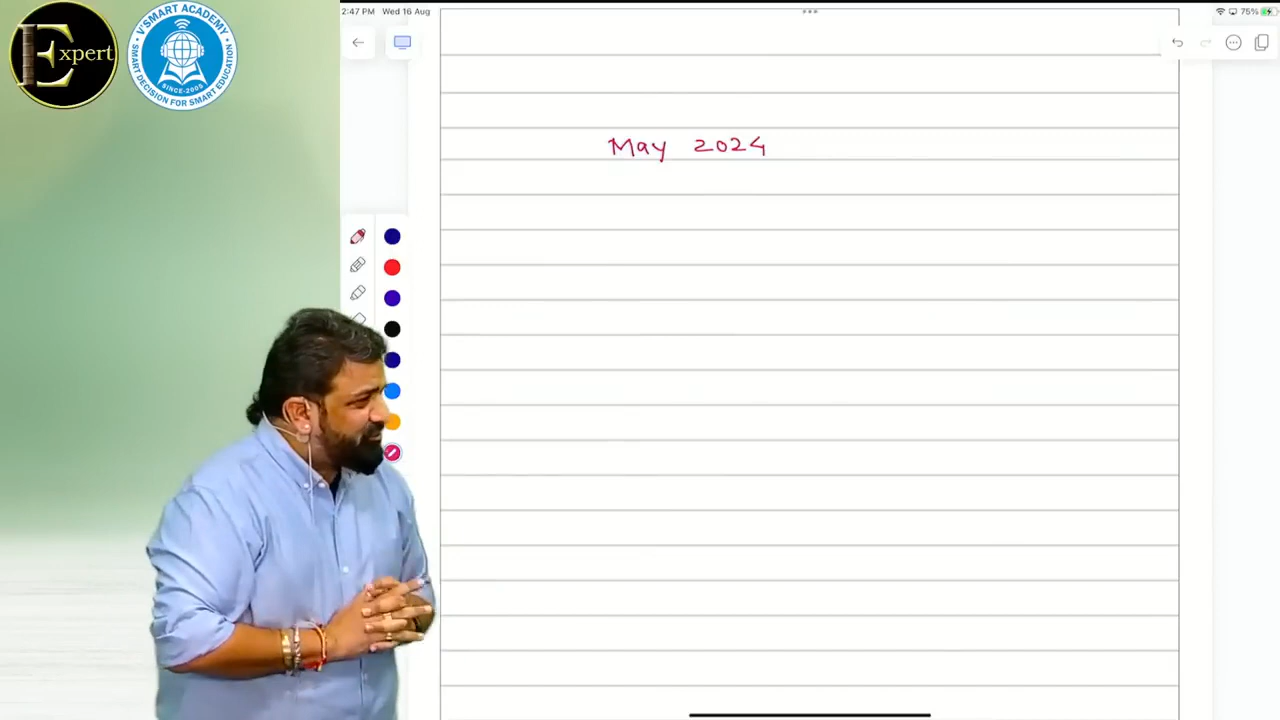 Expert
V'SMART ACADEMY
SINCE-2005
SMART DECISION FOR SMART EDUCATION
2:47 PM Wed 16 Aug
75%
May 2024